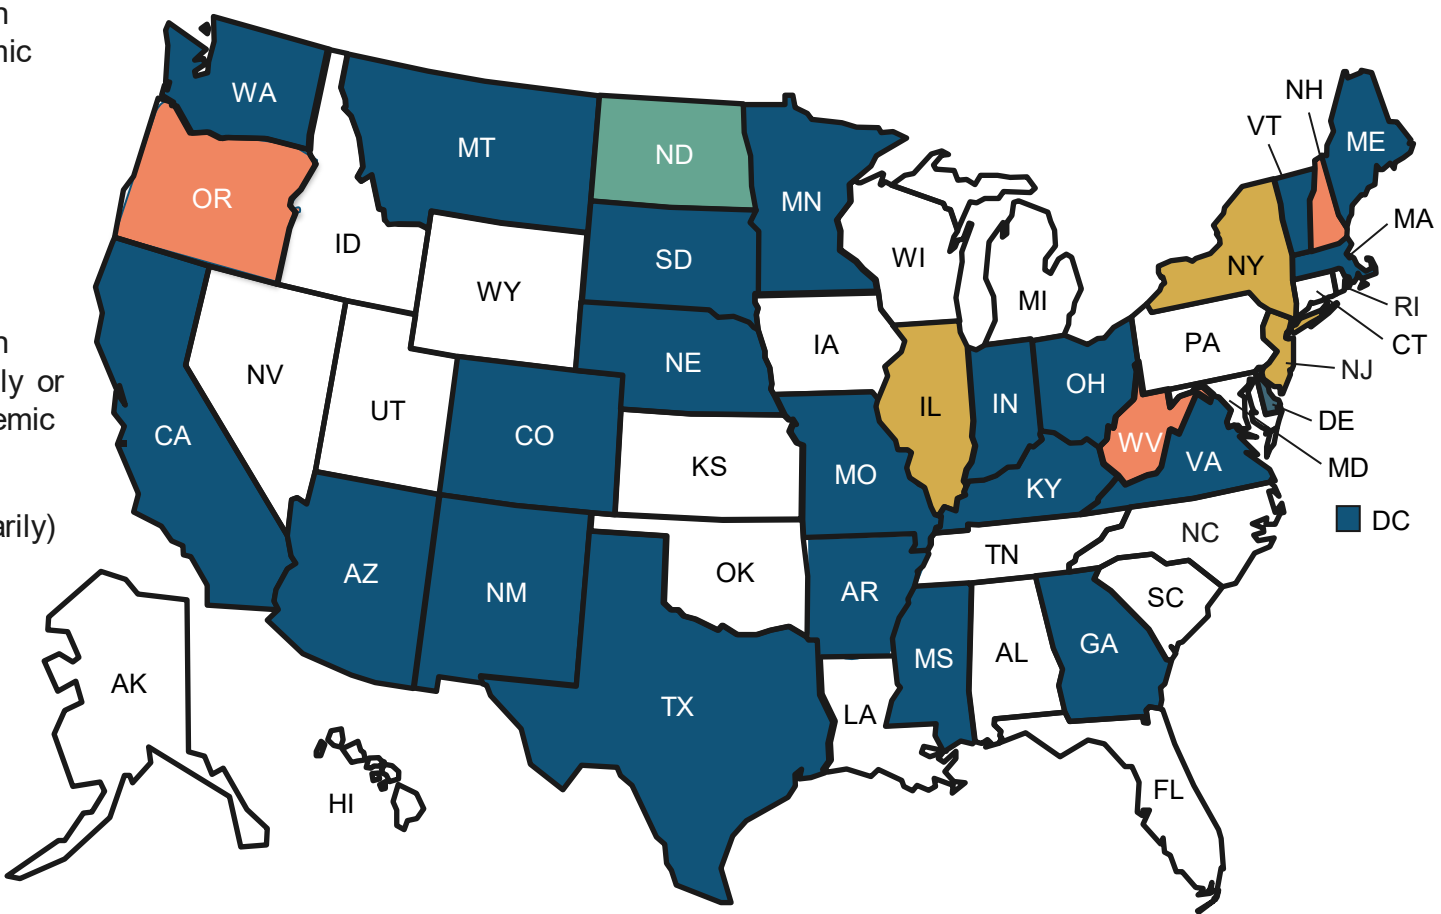 n
nic
n
ly or
emic
arily)
WA
OR
CA
ID
NV
MT
WY
UT
AZ
CO
NM
ND
SD
NE
KS
OK
TX
MN
IA
MO
AR
LA
WI
IL
MI
IN
OH
KY
TN
MS
AL
GA
FL
SC
NC
VA
WV
PA
NY
VT
NH
ME
MA
RI
CT
NJ
DE
MD
DC
AK
HI